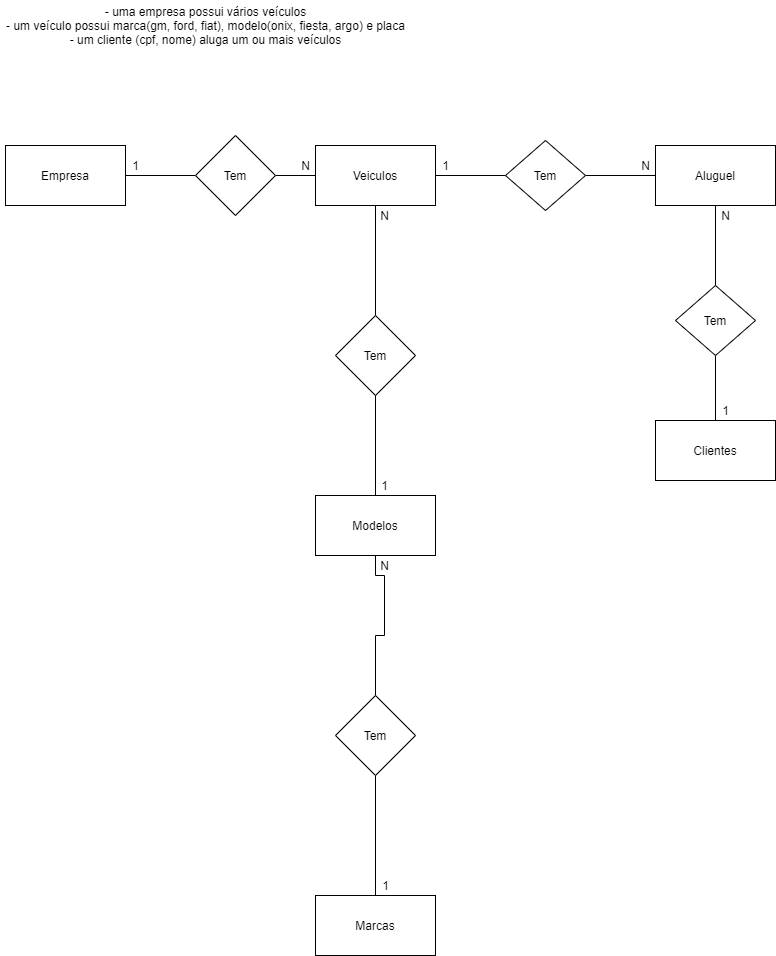 - uma empresa possui vários veículos
- um veículo possui marca(gm, ford, fiat), modelo(onix, fiesta, argo) e placa
- um cliente (cpf, nome) aluga um ou mais veículos
Empresa
1
Tem
N
Veiculos
1
Tem
N
Aluguel
N
N
Tem
Tem
1
Clientes
1
Modelos
N
Tem
1
Marcas